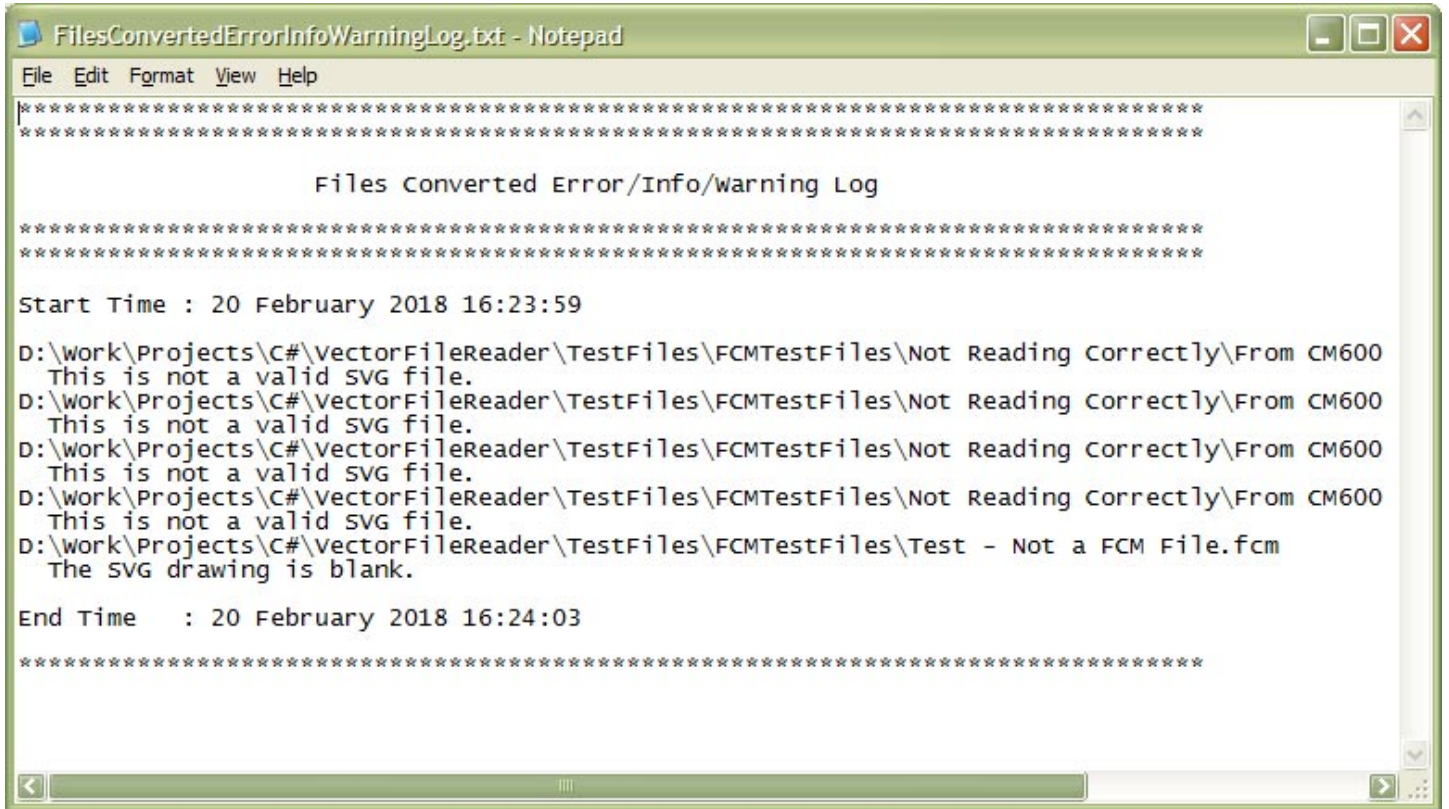 FilesConvertedErrorInfoWarningLog.txt - Notepad
File Edit Format View Help
********************************************************************************
********************************************************************************
Files Converted Error/Info/Warning Log
********************************************************************************
********************************************************************************
Start Time : 20 February 2018 16:23:59
D:\Work\Projects\C#\VectorFileReader\TestFiles\FCMTestFiles\Not Reading Correctly\From CM600
This is not a valid SVG file.
D:\Work\Projects\C#\VectorFileReader\TestFiles\FCMTestFiles\Not Reading Correctly\From CM600
This is not a valid SVG file.
D:\Work\Projects\C#\VectorFileReader\TestFiles\FCMTestFiles\Not Reading Correctly\From CM600
This is not a valid SVG file.
D:\Work\Projects\C#\VectorFileReader\TestFiles\FCMTestFiles\Not Reading Correctly\From CM600
This is not a valid SVG file.
D:\Work\Projects\C#\VectorFileReader\TestFiles\FCMTestFiles\Test - Not a FCM File.fcm
The SVG drawing is blank.
End Time   : 20 February 2018 16:24:03
********************************************************************************